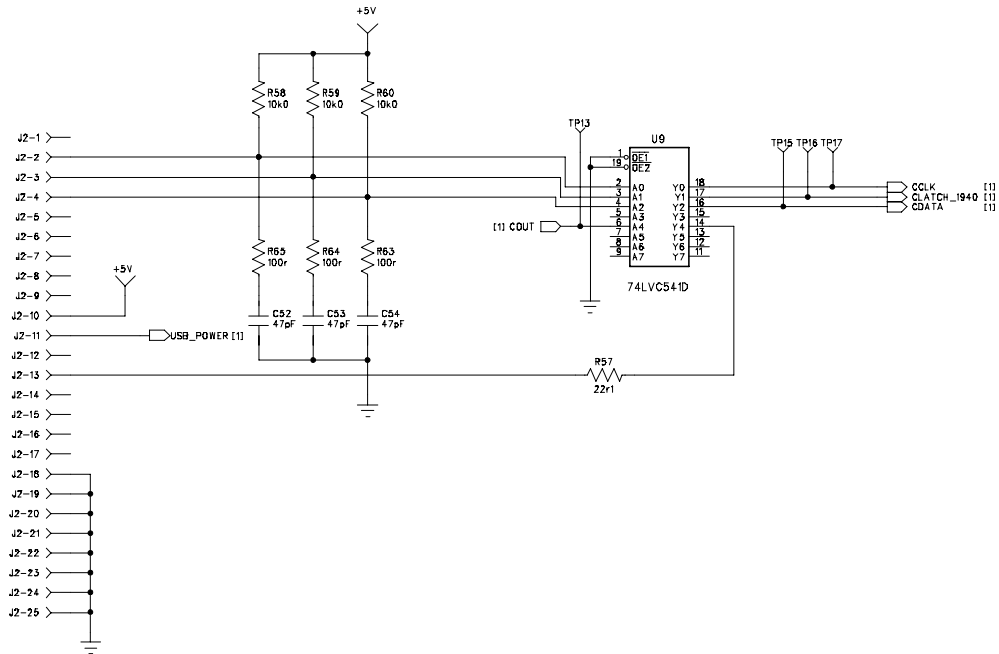 +5V
R58
10k0
R59
10k0
R60
10k0
J2-1
J2-2
J2-3
J2-4
J2-5
J2-6
J2-7
J2-8
J2-9
J2-10
J2-11
J2-12
J2-13
J2-14
J2-15
J2-16
J2-17
J2-18
J2-19
J2-20
J2-21
J2-22
J2-23
J2-24
J2-25
+5V
USB_POWER [1]
R65
100r
R64
100r
R63
100r
C52
47pF
C53
47pF
C54
47pF
TP13
[1] COUT
U9
1 OE1
19 OE2
2 A0 Y0 18
3 A1 Y1 17
4 A2 Y2 16
5 A3 Y3 15
6 A4 Y4 14
7 A5 Y5 13
8 A6 Y6 12
9 A7 Y7 11
74LVC541D
TP15 TP16 TP17
CCLK [1]
CLATCH_1940 [1]
CDATA [1]
R57
22r1